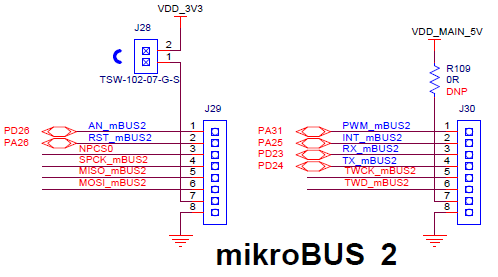 VDD_3V3
J28
2
1
TSW-102-07-G-S
J29
PD26 AN_mBUS2 1
PA26 RST_mBUS2 2
NPCS0 3
SPCK_mBUS2 4
MISO_mBUS2 5
MOSI_mBUS2 6
7
8
VDD_MAIN_5V
R109
0R
DNP
J30
PA31 PWM_mBUS2 1
PA25 INT_mBUS2 2
PD23 RX_mBUS2 3
PD24 TX_mBUS2 4
TWCK_mBUS2 5
TWD_mBUS2 6
7
8
mikroBUS 2